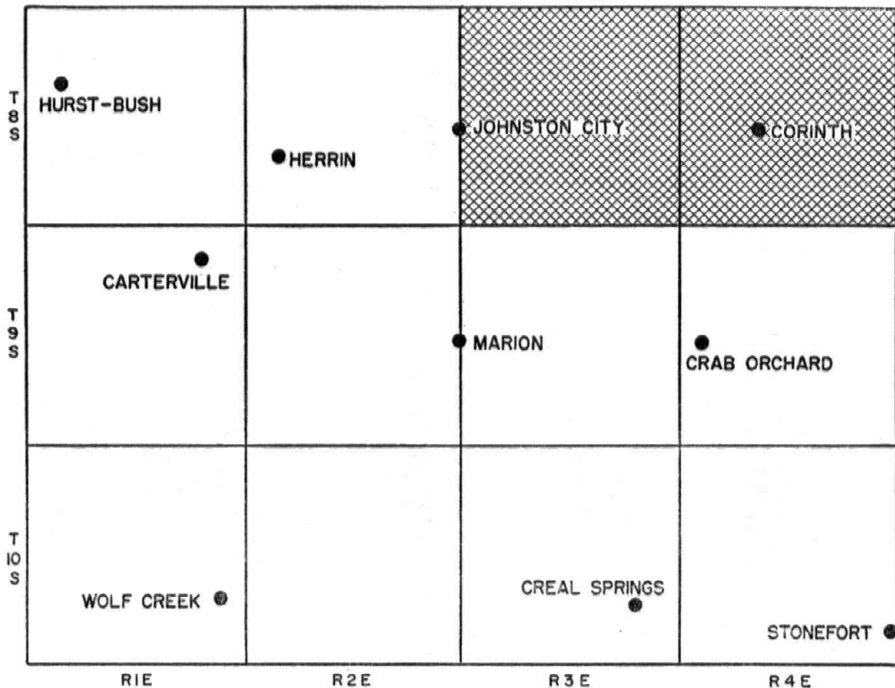 T
8
S
HURST-BUSH
JOHNSTON CITY
CORINTH
HERRIN
CARTERVILLE
T
9
S
MARION
CRAB ORCHARD
T
10
S
WOLF CREEK
CREAL SPRINGS
STONEFORT
R1E
R2E
R3E
R4E